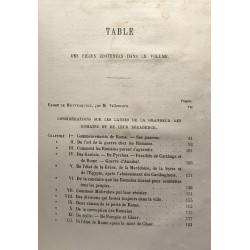 TABLE
DES PIÈCES CONTENUES DANS LE VOLUME.
Pages.
ÉLOGE DE MONTESQUIEU, par M. Villemain
CONSIDÉRATIONS SUR LES CAUSES DE LA GRANDEUR DES
ROMAINS ET DE LEUR DÉCADENCE.
CHAPITRE Ier. Commencements de Rome. — Ses guerres.
» II. De l'art de la guerre chez les Romains.
» III. Comment les Romains purent s'agrandir
» IV. Des Gaulois. — De Pyrrhus. — Parallèle de Carthage et
de Rome. — Guerre d'Annibal.
» V. De l'état de la Grèce, de la Macédoine, de la Syrie et
de l'Égypte, après l'abaissement des Carthaginois.
» VI. De la conduite que les Romains tinrent pour soumettre
tous les peuples.
» VII. Comment Mithridate put leur résister.
» VIII. Des divisions qui furent toujours dans la ville.
» IX. Deux causes de la perte de Rome.
» X. De la corruption des Romains.
» XI. De Sylla. — De Pompée et César.
» XII. De l'état de Rome après la mort de César.